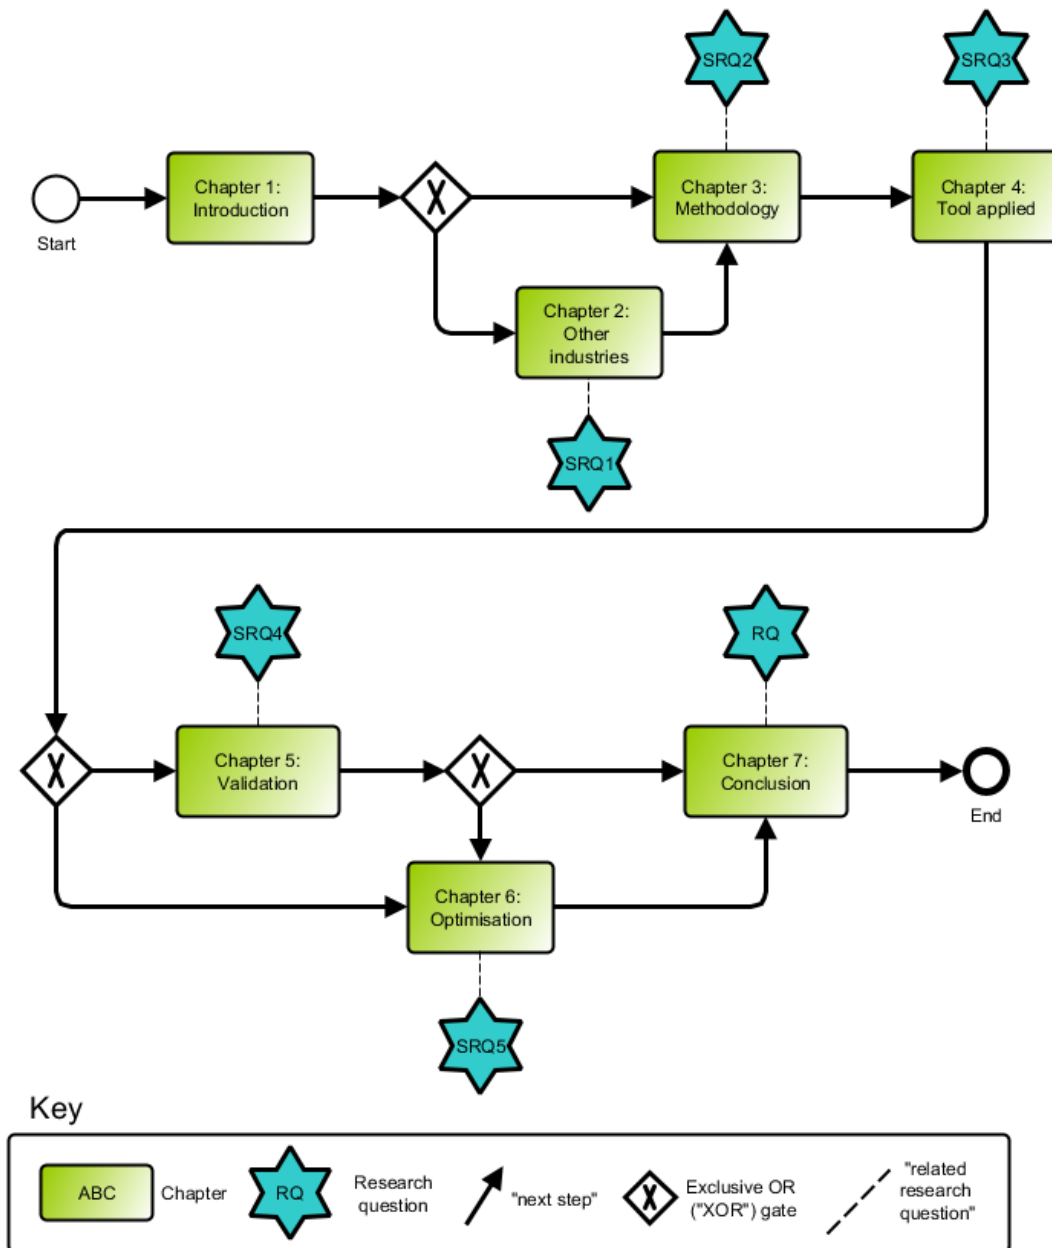 SRQ2
SRQ3
Chapter 1:
Introduction
X
Chapter 3:
Methodology
Chapter 4:
Tool applied
Start
Chapter 2:
Other
industries
SRQ1
SRQ4
RQ
X
Chapter 5:
Validation
X
Chapter 7:
Conclusion
End
Chapter 6:
Optimisation
SRQ5
Key
ABC
Chapter
RQ
Research
question
"next step"
X
Exclusive OR
("XOR") gate
"related
research
question"